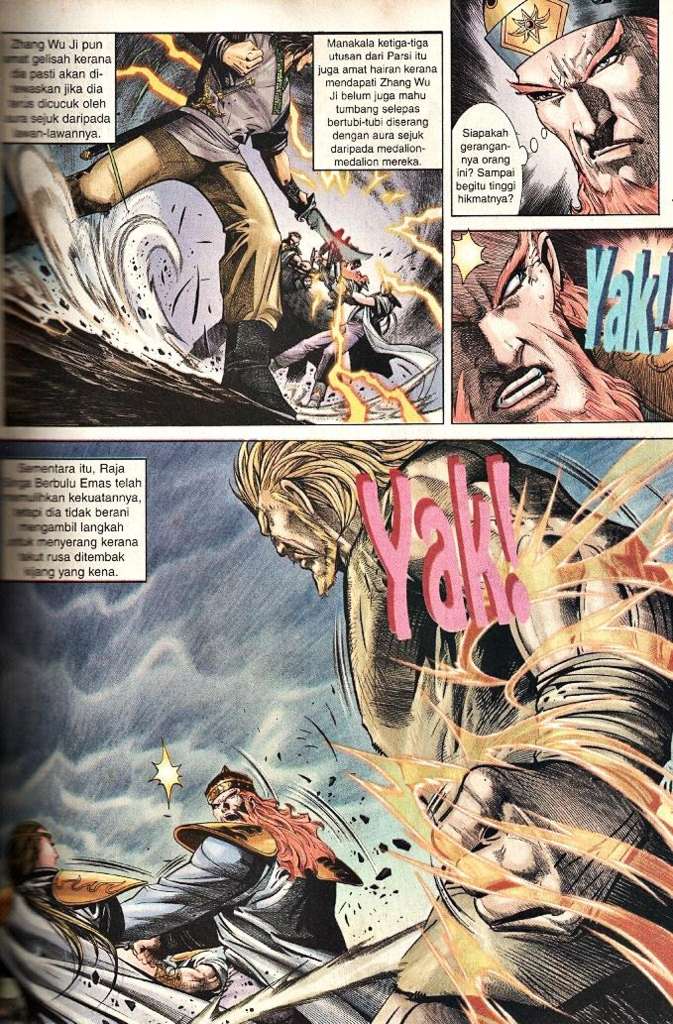 Zhang Wu Ji pun
amat gelisah kerana
dia pasti akan di-
tewaskan jika dia
terus dicucuk oleh
aura sejuk daripada
lawan-lawannya.
Manakala ketiga-tiga
utusan dari Parsi itu
juga amat hairan kerana
mendapati Zhang Wu
Ji belum juga mahu
tumbang selepas
bertubi-tubi diserang
dengan aura sejuk
daripada medalion-
medalion mereka.
Siapakah
gerangan-
nya orang
ini? Sampai
begitu tinggi
hikmatnya?
Yak!
Sementara itu, Raja
Singa Berbulu Emas telah
memulihkan kekuatannya,
tetapi dia tidak berani
mengambil langkah
untuk menyerang kerana
takut rusa ditembak
kijang yang kena.
Yak!